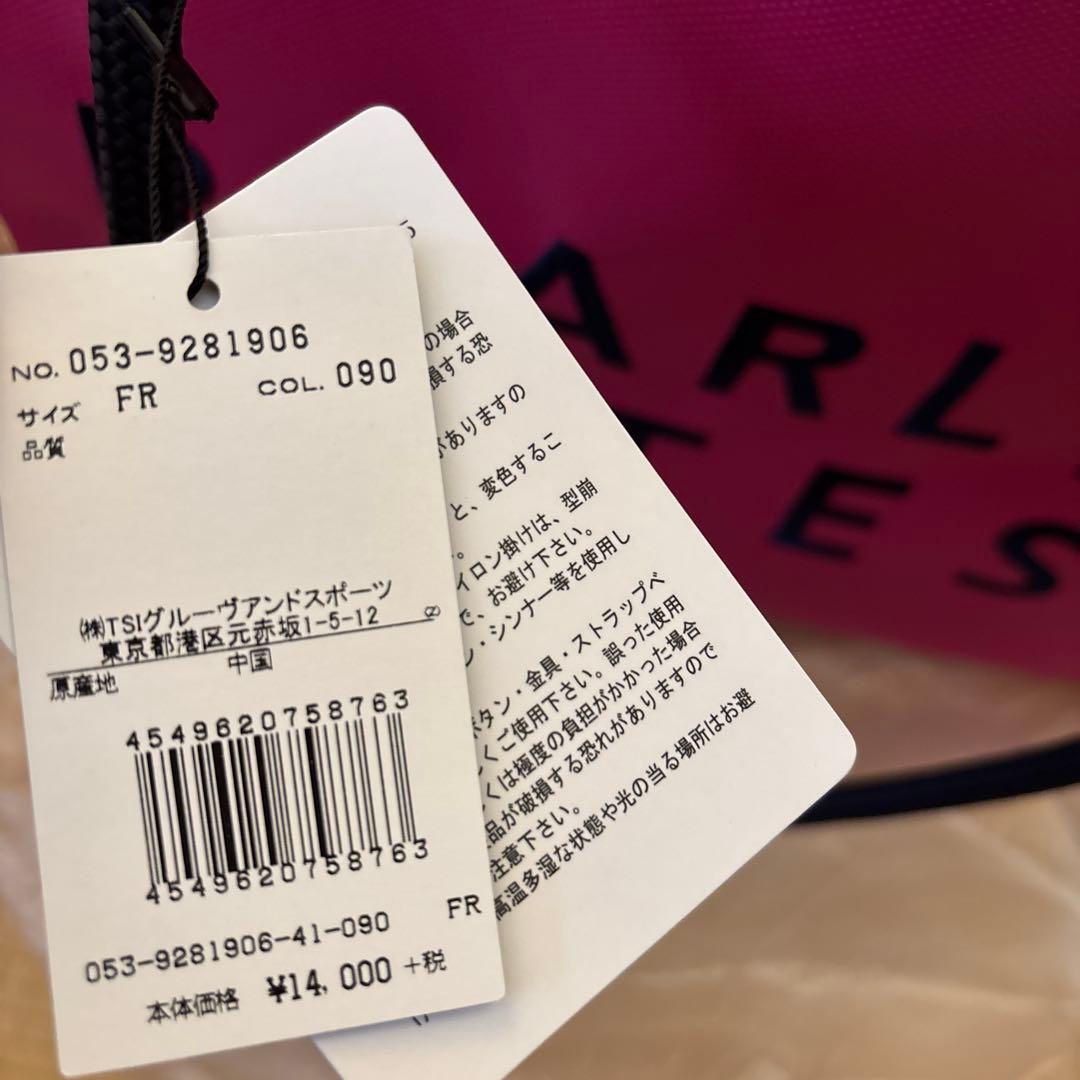 NO. 053-9281906
サイズ FR COL. 090
品質
㈱TSIグルーヴアンドスポーツ
東京都港区元赤坂1-5-12 ②
原産地 中国
4549620758763
4549620758763
053-9281906-41-090 FR
本体価格 ¥14,000 +税
の場合
損する恐
がありますの
と、変色するこ
。
イロン掛けは、型崩
で、お避け下さい。
ン・シンナー等を使用し
ボタン・金具・ストラップベ
しくご使用下さい。誤った使用
くは極度の負担がかかった場合
品が破損する恐れがありますので
注意下さい。
高温多湿な状態や光の当る場所はお避
ARL
TES